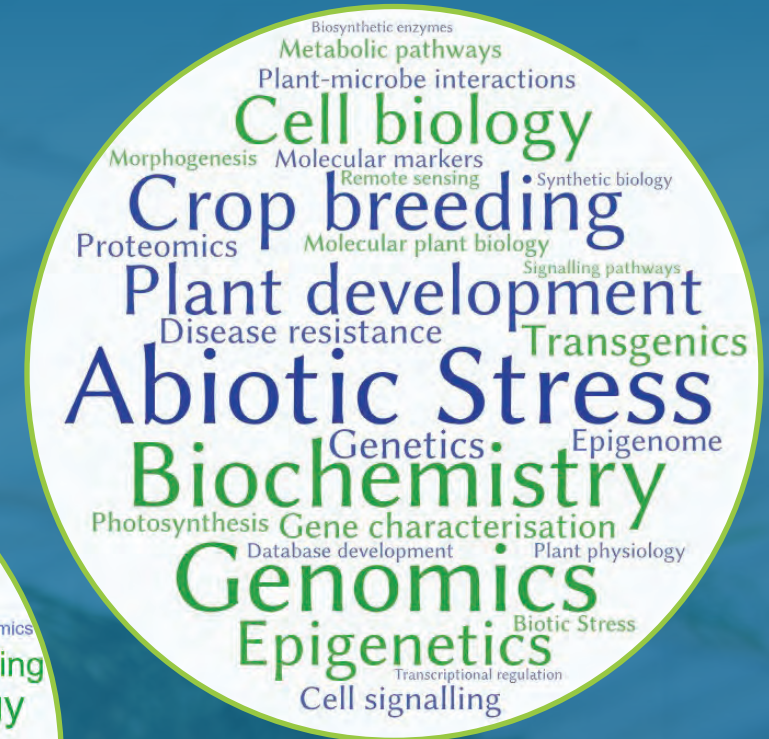 Biosynthetic enzymes
Metabolic pathways
Plant-microbe interactions
Cell biology
Morphogenesis Molecular markers
Remote sensing Synthetic biology
Crop breeding
Proteomics Molecular plant biology
Signalling pathways
Plant development
Disease resistance Transgenics
Abiotic Stress
Genetics Epigenome
Biochemistry
Photosynthesis Gene characterisation
Database development Plant physiology
Genomics
Biotic Stress
Epigenetics
Transcriptional regulation
Cell signalling
mics
ing
gy